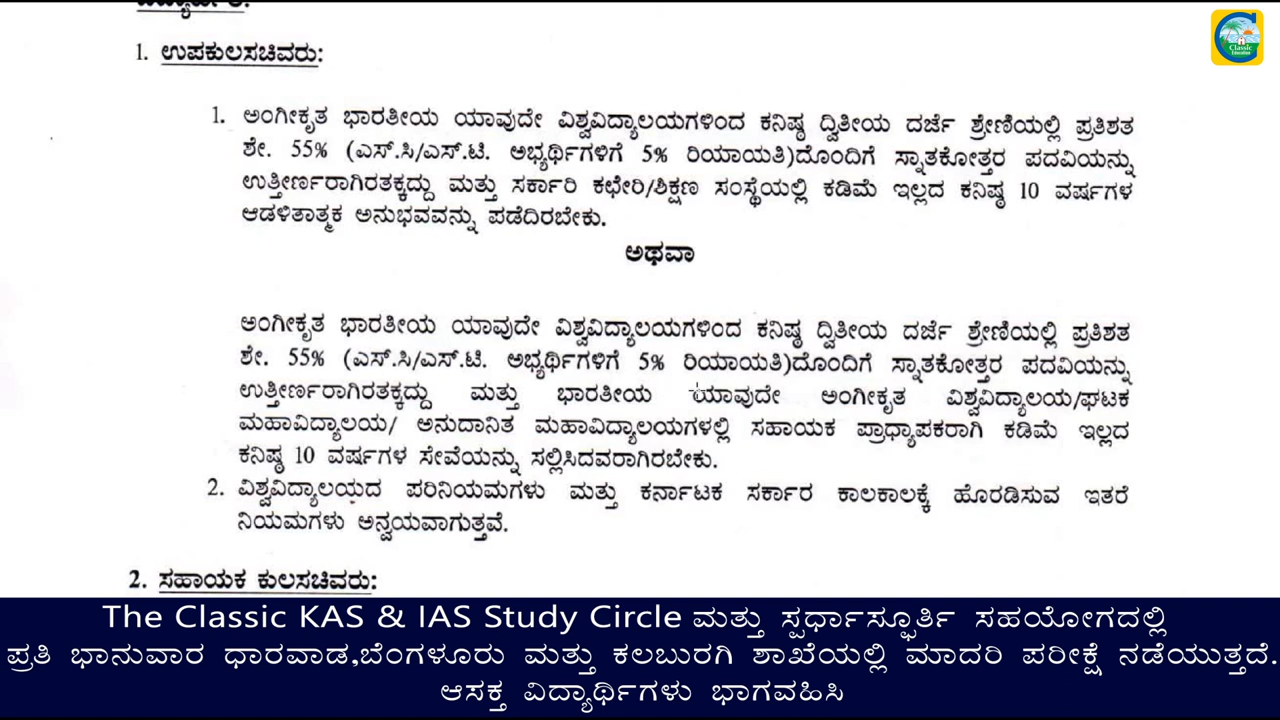 1. ಉಪಕುಲಸಚಿವರು:
Classic
Education
1. ಅಂಗೀಕೃತ ಭಾರತೀಯ ಯಾವುದೇ ವಿಶ್ವವಿದ್ಯಾಲಯಗಳಿಂದ ಕನಿಷ್ಠ ದ್ವಿತೀಯ ದರ್ಜೆ ಶ್ರೇಣಿಯಲ್ಲಿ ಪ್ರತಿಶತ
ಶೇ. 55% (ಎಸ್.ಸಿ/ಎಸ್.ಟಿ. ಅಭ್ಯರ್ಥಿಗಳಿಗೆ 5% ರಿಯಾಯತಿ)ದೊಂದಿಗೆ ಸ್ನಾತಕೋತ್ತರ ಪದವಿಯನ್ನು
ಉತ್ತೀರ್ಣರಾಗಿರತಕ್ಕದ್ದು ಮತ್ತು ಸರ್ಕಾರಿ ಕಛೇರಿ/ಶಿಕ್ಷಣ ಸಂಸ್ಥೆಯಲ್ಲಿ ಕಡಿಮೆ ಇಲ್ಲದ ಕನಿಷ್ಠ 10 ವರ್ಷಗಳ
ಆಡಳಿತಾತ್ಮಕ ಅನುಭವವನ್ನು ಪಡೆದಿರಬೇಕು.
ಅಥವಾ
ಅಂಗೀಕೃತ ಭಾರತೀಯ ಯಾವುದೇ ವಿಶ್ವವಿದ್ಯಾಲಯಗಳಿಂದ ಕನಿಷ್ಠ ದ್ವಿತೀಯ ದರ್ಜೆ ಶ್ರೇಣಿಯಲ್ಲಿ ಪ್ರತಿಶತ
ಶೇ. 55% (ಎಸ್.ಸಿ/ಎಸ್.ಟಿ. ಅಭ್ಯರ್ಥಿಗಳಿಗೆ 5% ರಿಯಾಯತಿ)ದೊಂದಿಗೆ ಸ್ನಾತಕೋತ್ತರ ಪದವಿಯನ್ನು
ಉತ್ತೀರ್ಣರಾಗಿರತಕ್ಕದ್ದು ಮತ್ತು ಭಾರತೀಯ ಯಾವುದೇ ಅಂಗೀಕೃತ ವಿಶ್ವವಿದ್ಯಾಲಯ/ಘಟಕ
ಮಹಾವಿದ್ಯಾಲಯ/ ಅನುದಾನಿತ ಮಹಾವಿದ್ಯಾಲಯಗಳಲ್ಲಿ ಸಹಾಯಕ ಪ್ರಾಧ್ಯಾಪಕರಾಗಿ ಕಡಿಮೆ ಇಲ್ಲದ
ಕನಿಷ್ಠ 10 ವರ್ಷಗಳ ಸೇವೆಯನ್ನು ಸಲ್ಲಿಸಿದವರಾಗಿರಬೇಕು.
2. ವಿಶ್ವವಿದ್ಯಾಲಯದ ಪರಿನಿಯಮಗಳು ಮತ್ತು ಕರ್ನಾಟಕ ಸರ್ಕಾರ ಕಾಲಕಾಲಕ್ಕೆ ಹೊರಡಿಸುವ ಇತರೆ
ನಿಯಮಗಳು ಅನ್ವಯವಾಗುತ್ತವೆ.
2. ಸಹಾಯಕ ಕುಲಸಚಿವರು:
The Classic KAS & IAS Study Circle ಮತ್ತು ಸ್ಪರ್ಧಾಸ್ಫೂರ್ತಿ ಸಹಯೋಗದಲ್ಲಿ
ಪ್ರತಿ ಭಾನುವಾರ ಧಾರವಾಡ,ಬೆಂಗಳೂರು ಮತ್ತು ಕಲಬುರಗಿ ಶಾಖೆಯಲ್ಲಿ ಮಾದರಿ ಪರೀಕ್ಷೆ ನಡೆಯುತ್ತದೆ.
ಆಸಕ್ತ ವಿದ್ಯಾರ್ಥಿಗಳು ಭಾಗವಹಿಸಿ